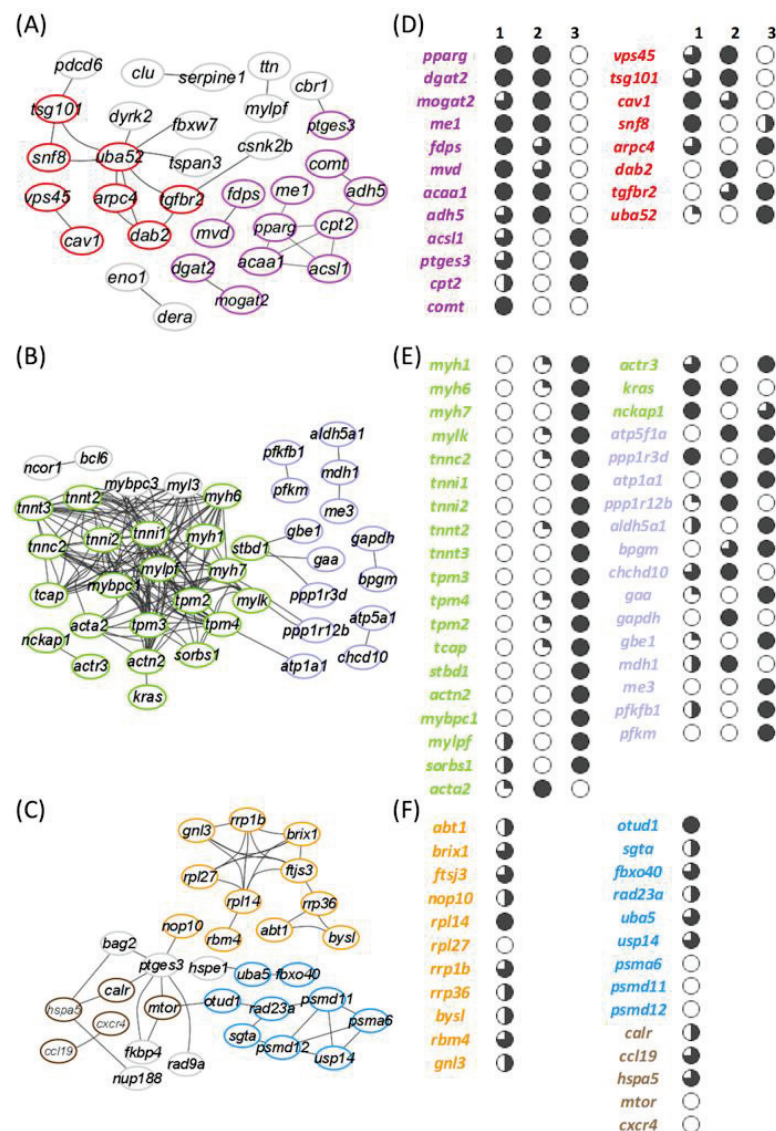 (A)
pdcd6
clu
serpine1
ttn
mylpf
cbr1
tsg101
dyrk2
fbxw7
ptges3
snf8
uba52
tspan3
csnk2b
comt
vps45
arpc4
tgfbr2
fdps
me1
adh5
cav1
dab2
mvd
pparg
cpt2
eno1
dgat2
acaa1
acsl1
dera
mogat2
(D)
1 2 3
pparg
dgat2
mogat2
me1
fdps
mvd
acaa1
adh5
acsl1
ptges3
cpt2
comt
1 2 3
vps45
tsg101
cav1
snf8
arpc4
dab2
tgfbr2
uba52
(B)
ncor1
bcl6
mybpc3
myl3
myh6
pfkfb1
aldh5a1
mdh1
pfkm
me3
tnnt3
tnnt2
tnnc2
tnni2
tnni1
myh1
stbd1
gbe1
gapdh
tcap
mybpc1
mylpf
myh7
gaa
bpgm
acta2
tpm2
mylk
ppp1r3d
nckap1
tpm3
tpm4
ppp1r12b
atp5a1
actr3
actn2
sorbs1
atp1a1
chcd10
kras
(E)
myh1
myh6
myh7
mylk
tnnc2
tnni1
tnni2
tnnt2
tnnt3
tpm3
tpm4
tpm2
tcap
stbd1
actn2
mybpc1
mylpf
sorbs1
acta2
actr3
kras
nckap1
atp5f1a
ppp1r3d
atp1a1
ppp1r12b
aldh5a1
bpgm
chchd10
gaa
gapdh
gbe1
mdh1
me3
pfkfb1
pfkm
(C)
gnl3
rrp1b
brix1
rpl27
ftjs3
rpl14
rrp36
nop10
rbm4
abt1
bysl
bag2
ptges3
hspe1
uba5
fbxo40
calr
hspa5
mtor
otud1
rad23a
psmd11
cxcr4
psma6
ccl19
sgta
psmd12
fkbp4
usp14
nup188
rad9a
(F)
abt1
brix1
ftsj3
nop10
rpl14
rpl27
rrp1b
rrp36
bysl
rbm4
gnl3
otud1
sgta
fbxo40
rad23a
uba5
usp14
psma6
psmd11
psmd12
calr
ccl19
hspa5
mtor
cxcr4